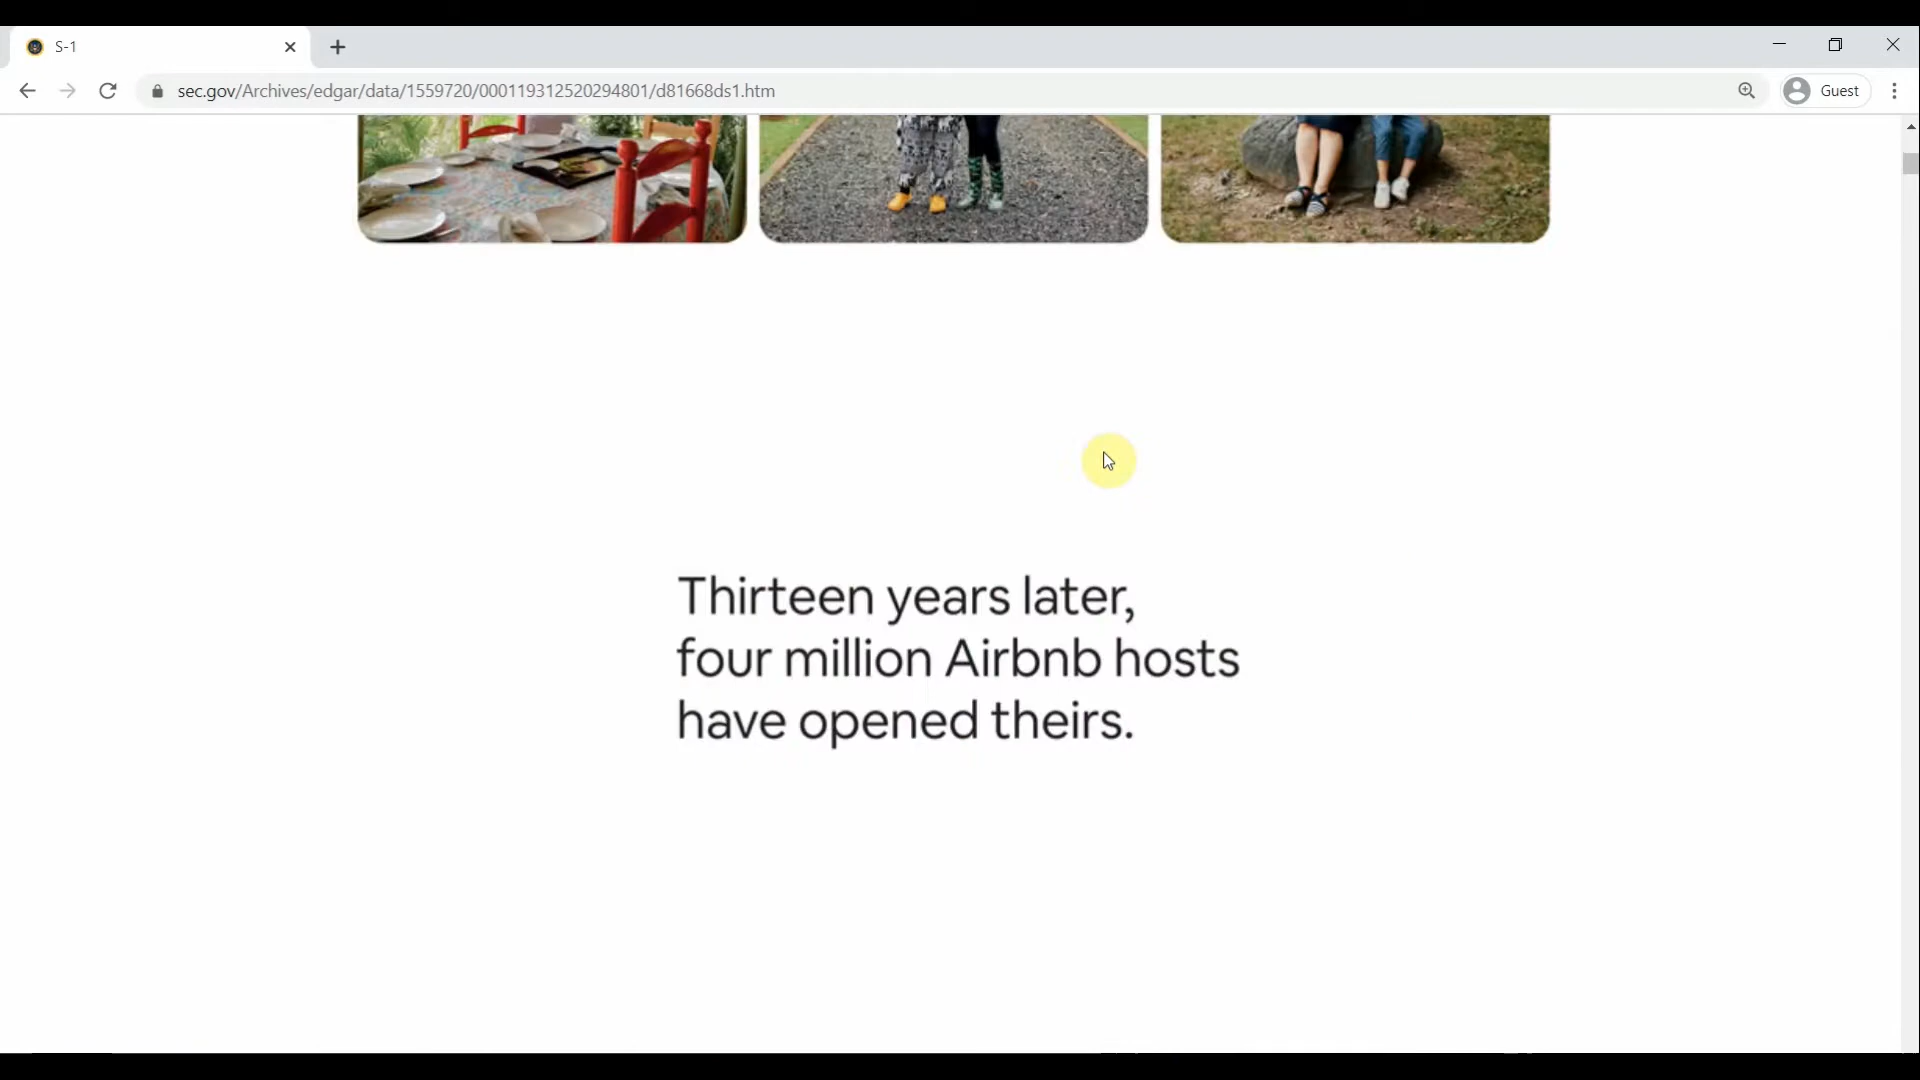 S-1
sec.gov/Archives/edgar/data/1559720/000119312520294801/d81668ds1.htm
Guest
Thirteen years later,
four million Airbnb hosts
have opened theirs.